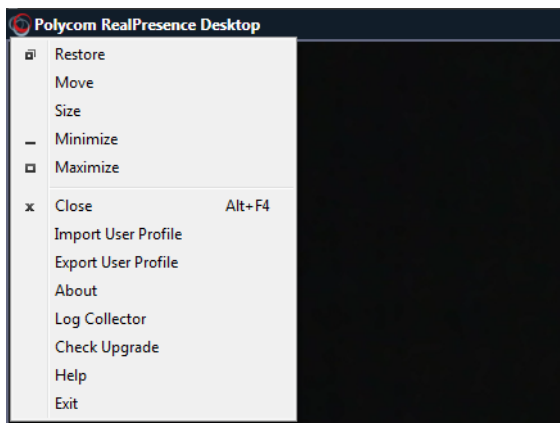 Polycom RealPresence Desktop
Restore
Move
Size
Minimize
Maximize
Close Alt+F4
Import User Profile
Export User Profile
About
Log Collector
Check Upgrade
Help
Exit